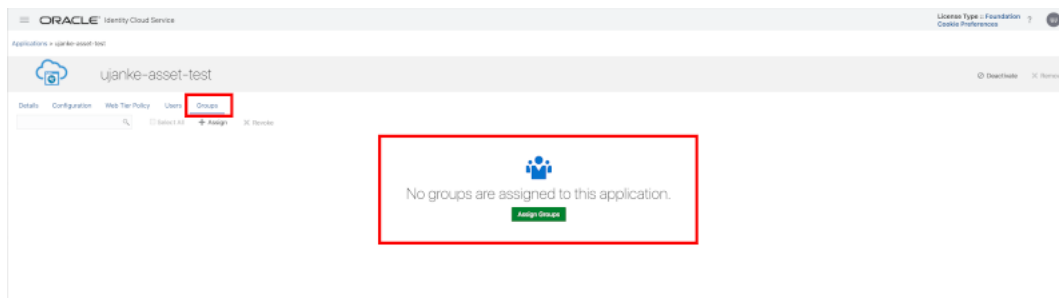 ORACLE Identity Cloud Service
License Type :: Foundation
Cookie Preferences
?
Applications > ujanke-asset-test
ujanke-asset-test
Deactivate
Details Configuration Web Tier Policy Users Groups
Select All + Assign Revoke
No groups are assigned to this application.
Assign Groups